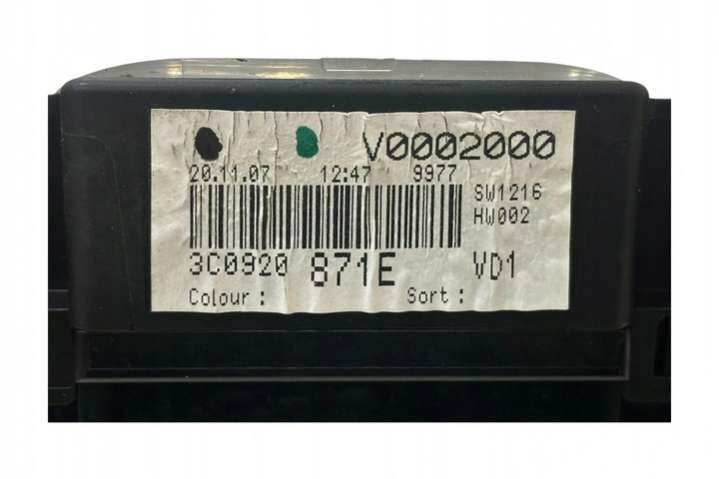 V0002000
20.11.07 12:47 9977
SW1216
HW002
3C0920 871E VD1
Colour : Sort :